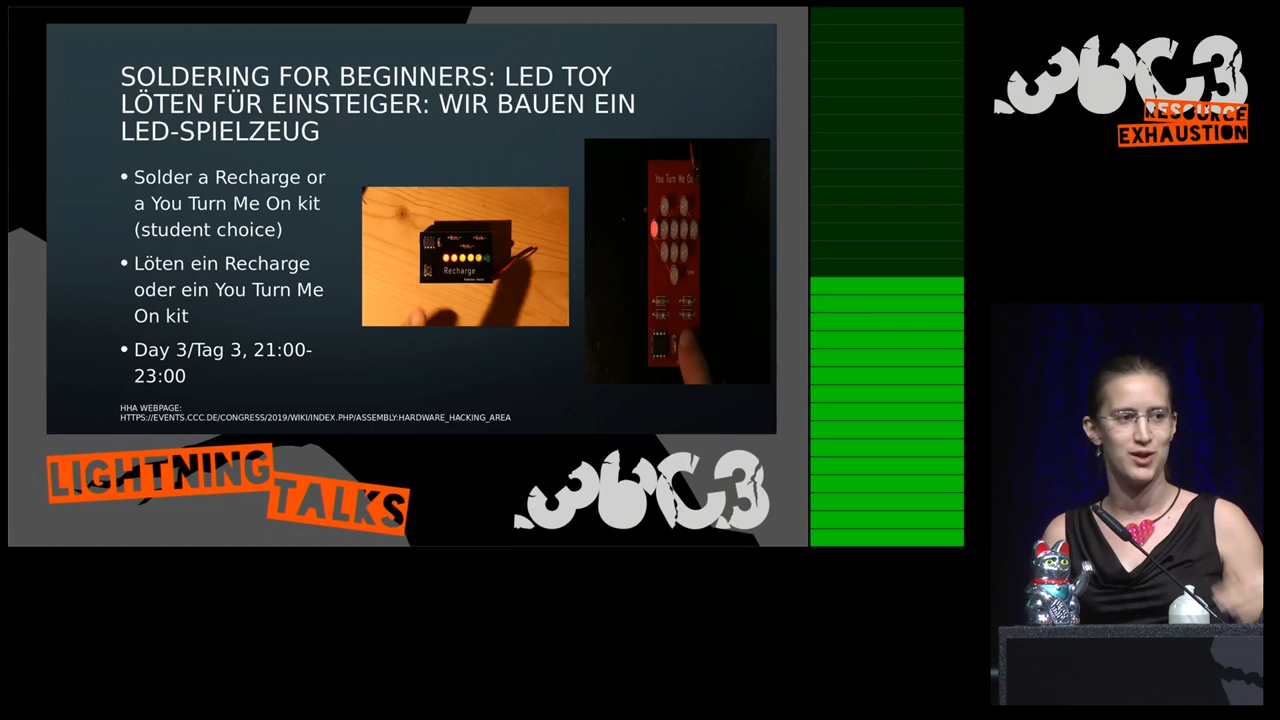 SOLDERING FOR BEGINNERS: LED TOY
LÖTEN FÜR EINSTEIGER: WIR BAUEN EIN
LED-SPIELZEUG
• Solder a Recharge or
a You Turn Me On kit
(student choice)
• Löten ein Recharge
oder ein You Turn Me
On kit
• Day 3/Tag 3, 21:00-
23:00
HHA WEBPAGE:
HTTPS://EVENTS.CCC.DE/CONGRESS/2019/WIKI/INDEX.PHP/ASSEMBLY:HARDWARE_HACKING_AREA
Recharge
You Turn Me On
LIGHTNING
TALKS
36C3
36C3
RESOURCE
EXHAUSTION